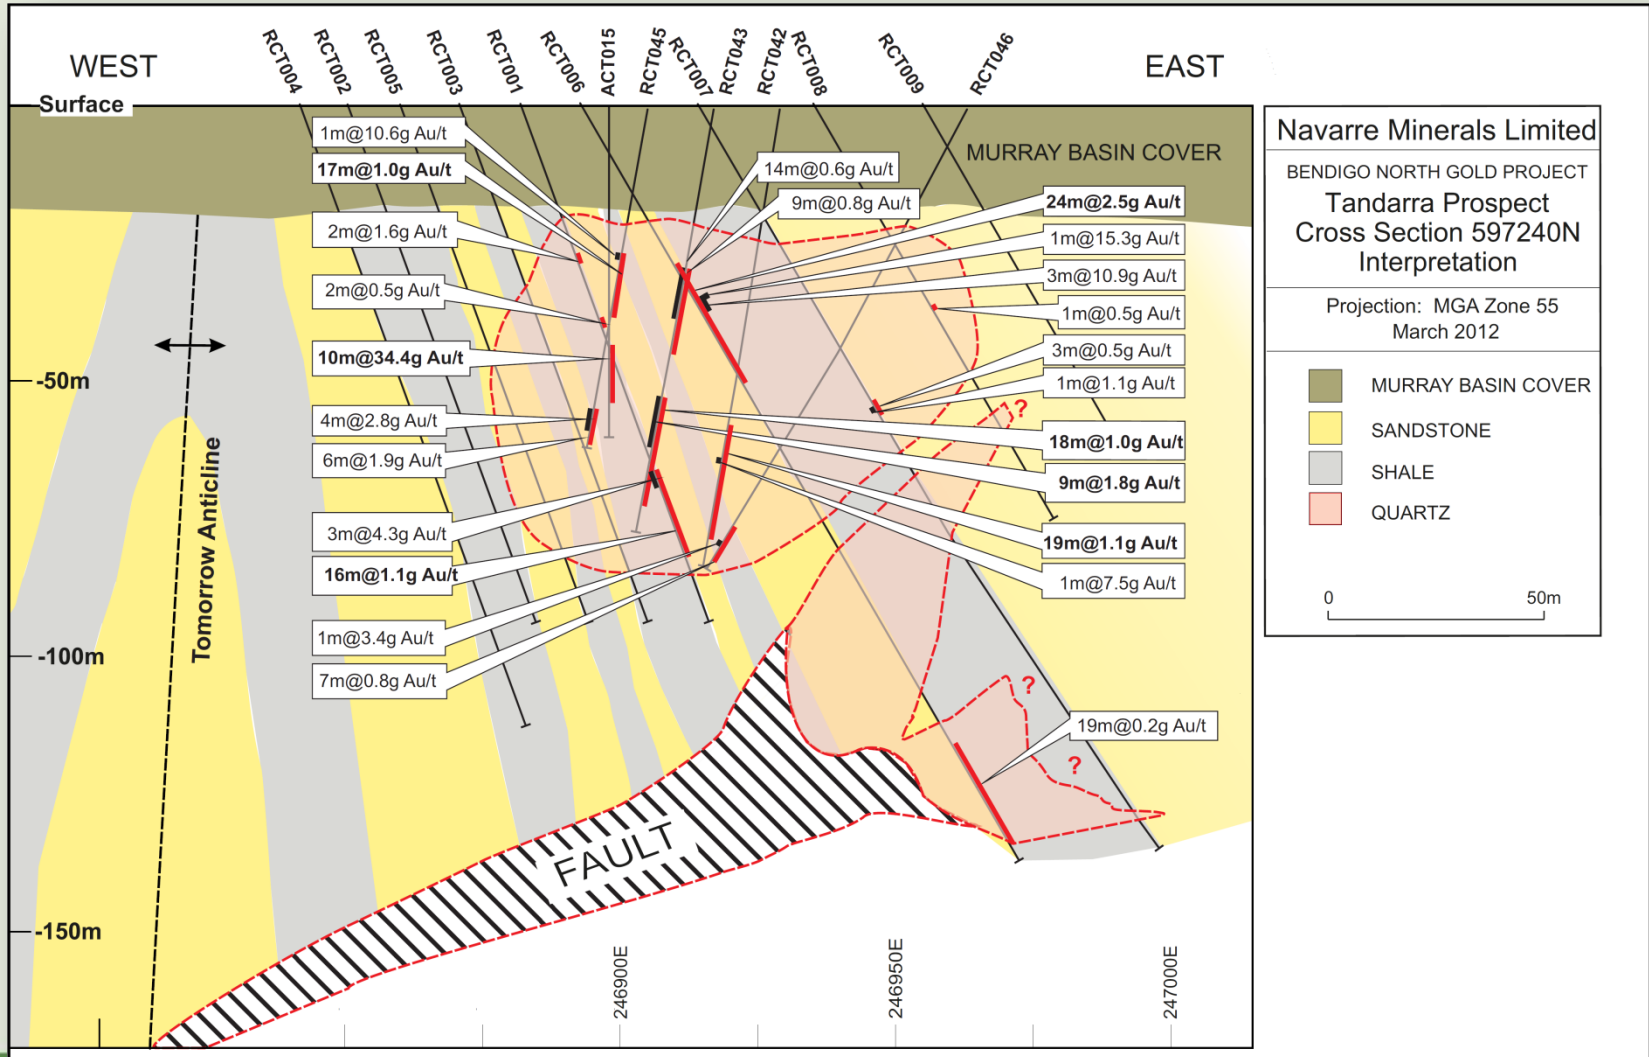 WEST
RCT004
RCT002
RCT005
RCT003
RCT001
RCT006
ACT015
RCT045
RCT007
RCT043
RCT042
RCT008
RCT009
RCT046
EAST
Surface
MURRAY BASIN COVER
1m@10.6g Au/t
17m@1.0g Au/t
2m@1.6g Au/t
2m@0.5g Au/t
10m@34.4g Au/t
4m@2.8g Au/t
6m@1.9g Au/t
3m@4.3g Au/t
16m@1.1g Au/t
1m@3.4g Au/t
7m@0.8g Au/t
14m@0.6g Au/t
9m@0.8g Au/t
24m@2.5g Au/t
1m@15.3g Au/t
3m@10.9g Au/t
1m@0.5g Au/t
3m@0.5g Au/t
1m@1.1g Au/t
?
18m@1.0g Au/t
9m@1.8g Au/t
19m@1.1g Au/t
1m@7.5g Au/t
?
19m@0.2g Au/t
?
-50m
-100m
-150m
Tomorrow Anticline
FAULT
246900E
246950E
247000E
Navarre Minerals Limited
BENDIGO NORTH GOLD PROJECT
Tandarra Prospect
Cross Section 597240N
Interpretation
Projection: MGA Zone 55
March 2012
MURRAY BASIN COVER
SANDSTONE
SHALE
QUARTZ
0 50m